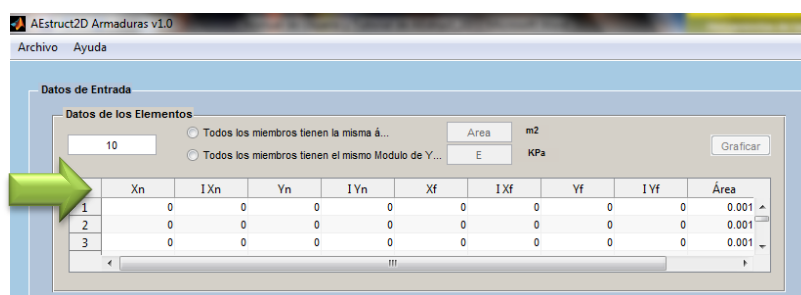 AEstruct2D Armaduras v1.0
Archivo Ayuda
Datos de Entrada
Datos de los Elementos
10
Todos los miembros tienen la misma á...
Area
m2
Todos los miembros tienen el mismo Modulo de Y...
E
KPa
Graficar
Xn I Xn Yn I Yn Xf I Xf Yf I Yf Área
1 0 0 0 0 0 0 0 0 0.001
2 0 0 0 0 0 0 0 0 0.001
3 0 0 0 0 0 0 0 0 0.001